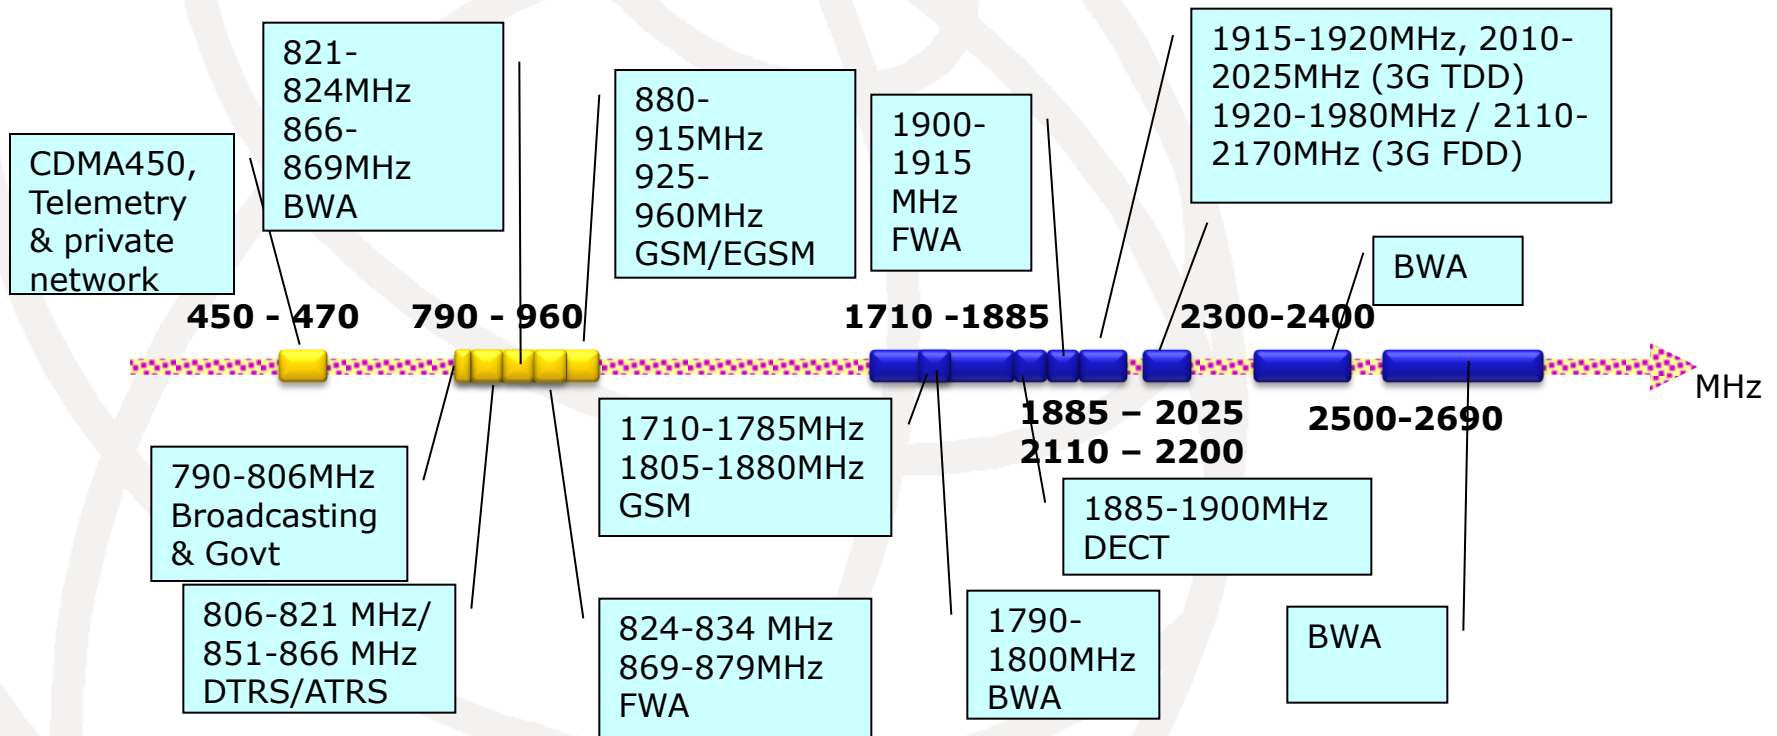 821-
824MHz
866-
869MHz
BWA
880-
915MHz
925-
960MHz
GSM/EGSM
1900-
1915
MHz
FWA
1915-1920MHz, 2010-
2025MHz (3G TDD)
1920-1980MHz / 2110-
2170MHz (3G FDD)
CDMA450,
Telemetry
& private
network
BWA
450 - 470
790 - 960
1710 -1885
2300-2400
MHz
1885 – 2025
2110 – 2200
2500-2690
790-806MHz
Broadcasting
& Govt
1710-1785MHz
1805-1880MHz
GSM
1885-1900MHz
DECT
806-821 MHz/
851-866 MHz
DTRS/ATRS
824-834 MHz
869-879MHz
FWA
1790-
1800MHz
BWA
BWA